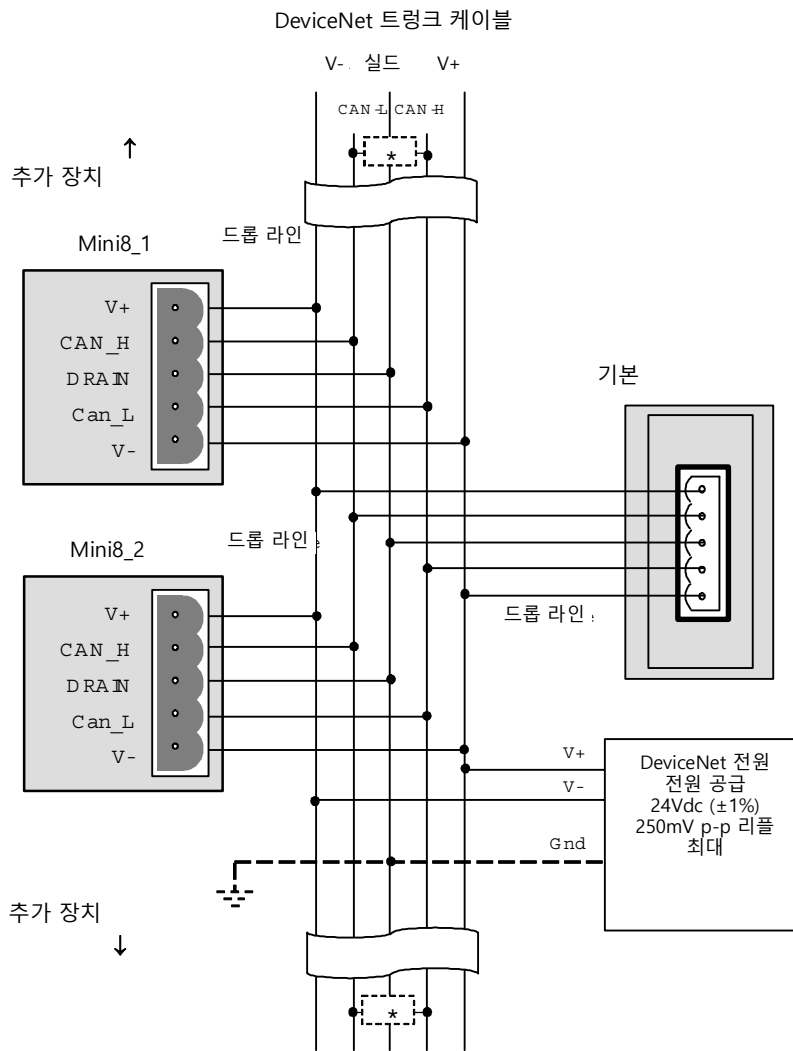 DeviceNet 트렁크 케이블
V- 실드 V+
CAN-L CAN-H
*
↑
추가 장치
드롭 라인
Mini8_1
V+
CAN_H
DRAIN
Can_L
V-
기본
드롭 라인
Mini8_2
V+
CAN_H
DRAIN
Can_L
V-
드롭 라인
V+
V-
Gnd
DeviceNet 전원
전원 공급
24Vdc (±1%)
250mV p-p 리플
최대
추가 장치
↓
*